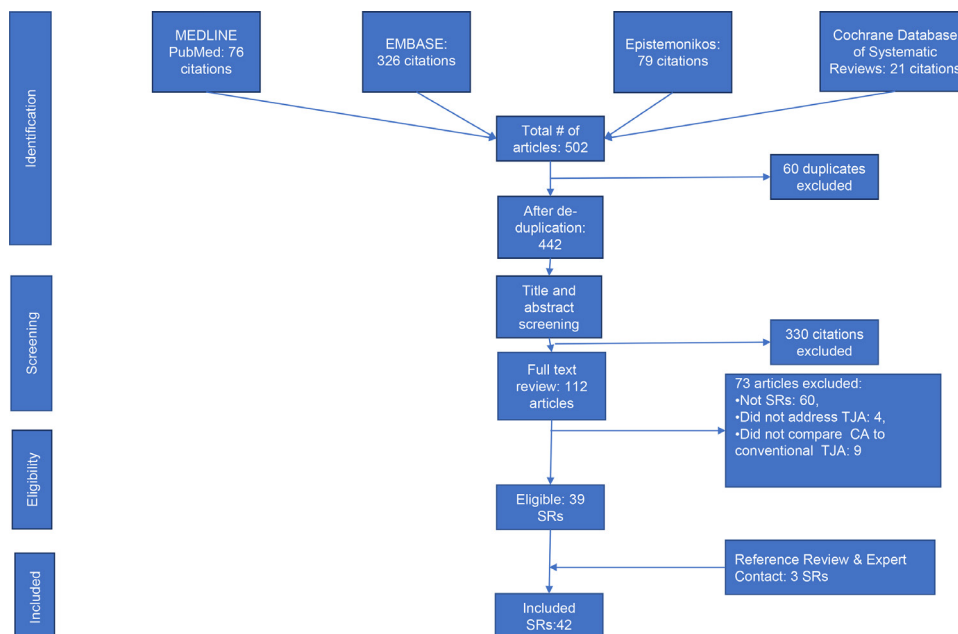 Identification
MEDLINE
PubMed: 76
citations
EMBASE:
326 citations
Epistemonikos:
79 citations
Cochrane Database
of Systematic
Reviews: 21 citations
Total # of
articles: 502
60 duplicates
excluded
After de-
duplication:
442
Screening
Title and
abstract
screening
330 citations
excluded
Full text
review: 112
articles
73 articles excluded:
•Not SRs: 60,
•Did not address TJA: 4,
•Did not compare CA to
conventional TJA: 9
Eligibility
Eligible: 39
SRs
Included
Reference Review & Expert
Contact: 3 SRs
Included
SRs:42